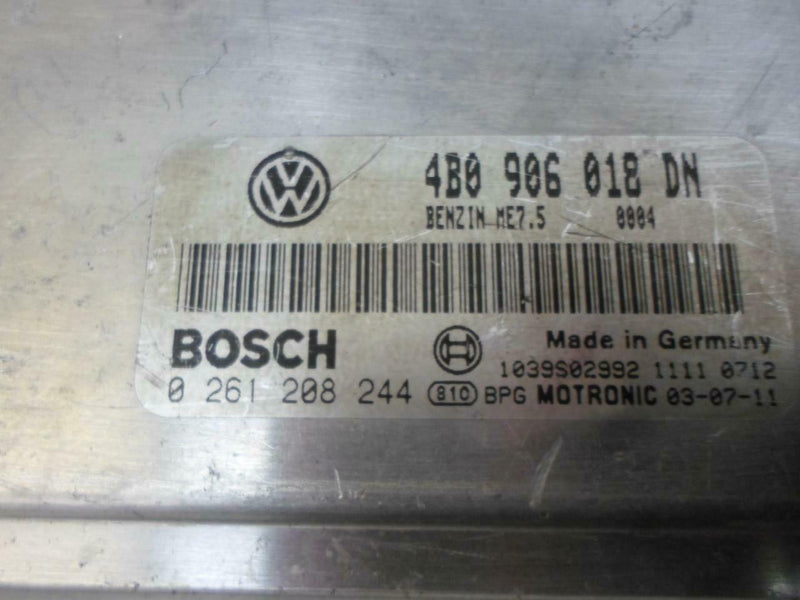 VW
4B0 906 018 DN
BENZIN ME7.5 0004
BOSCH
Made in Germany
1039S02992 1111 0712
0 261 208 244 810 BPG MOTRONIC 03-07-11